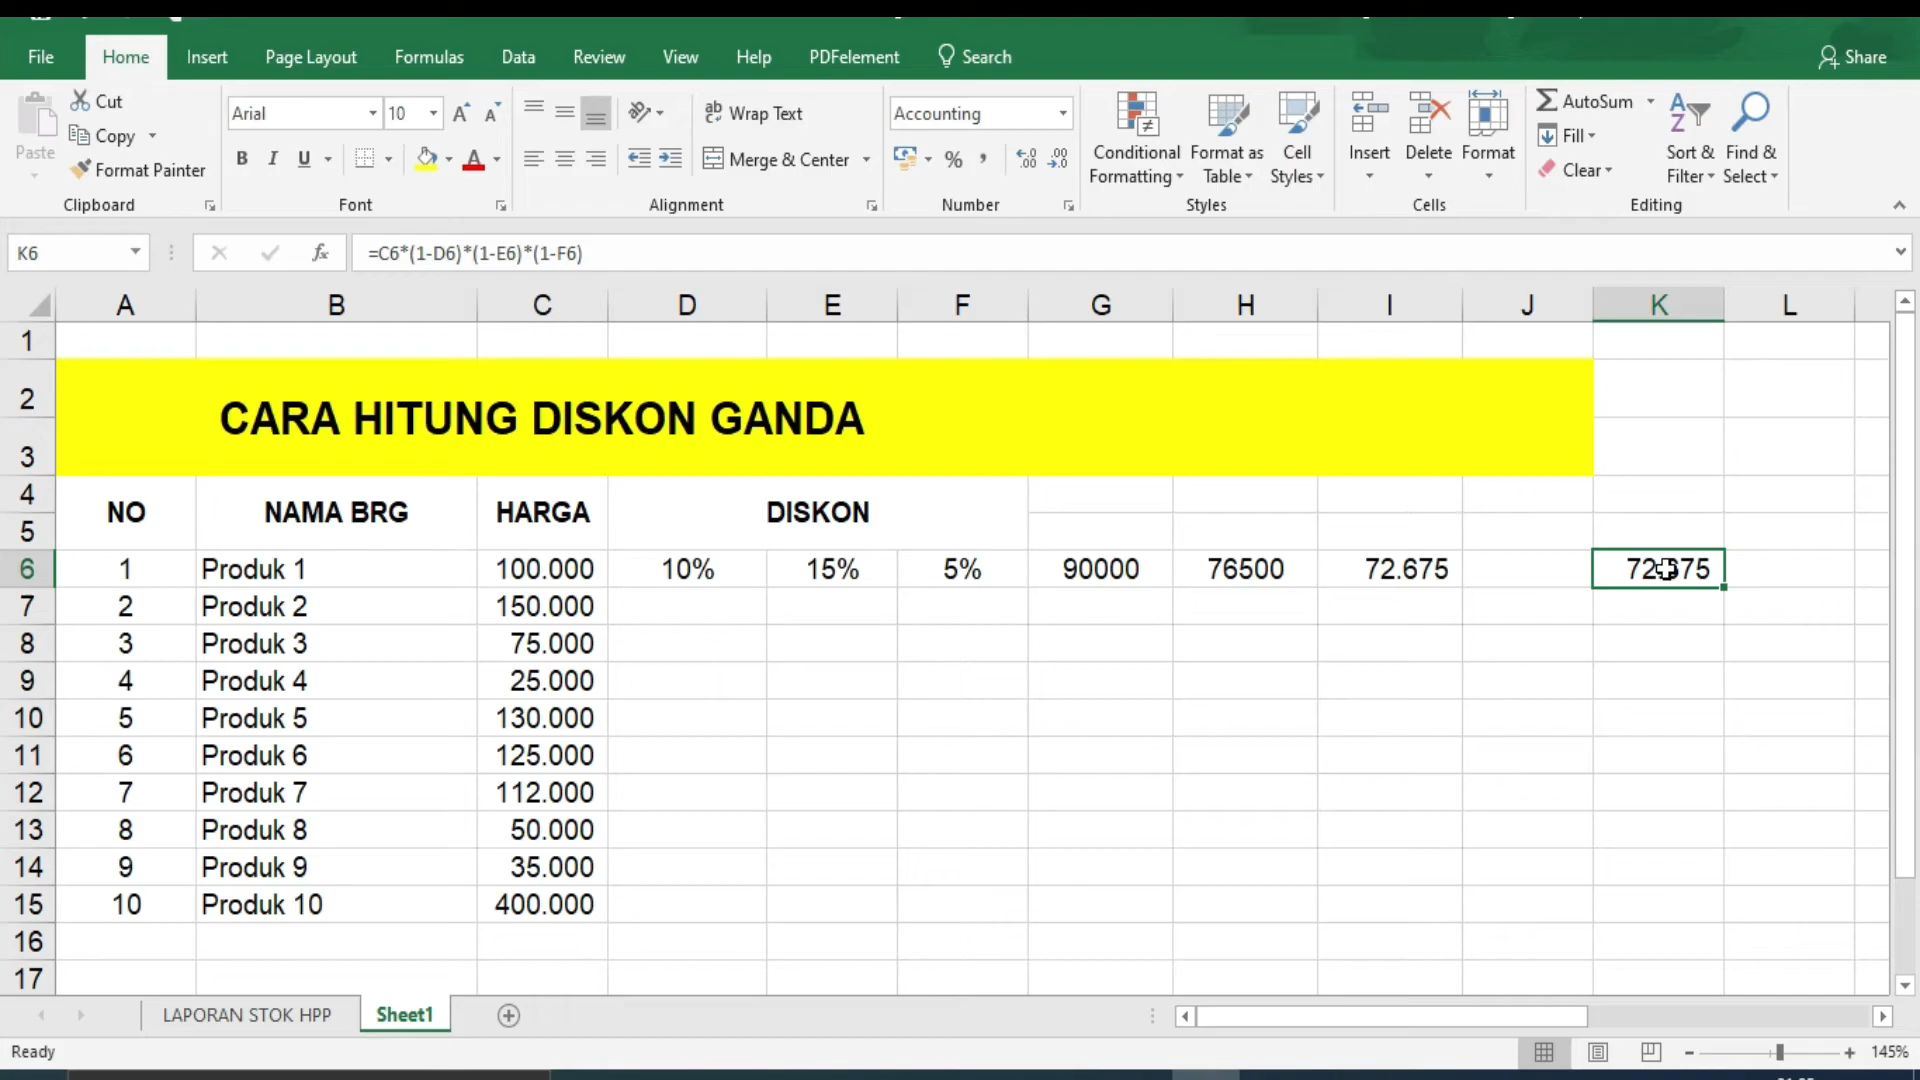 File Home Insert Page Layout Formulas Data Review View Help PDFelement Search Share
Paste
Cut
Copy
Format Painter
Clipboard
Arial 10
B I U A
Font
ab Wrap Text
Merge & Center
Alignment
Accounting
% ,
Number
Conditional
Formatting
Format as
Table
Cell
Styles
Styles
Insert Delete Format
Cells
AutoSum
Fill
Clear
Sort &
Filter
Find &
Select
Editing
K6 fx =C6*(1-D6)*(1-E6)*(1-F6)
A B C D E F G H I J K L
1
2
3
CARA HITUNG DISKON GANDA
4
5
NO NAMA BRG HARGA DISKON
6 1 Produk 1 100.000 10% 15% 5% 90000 76500 72.675 72.675
7 2 Produk 2 150.000
8 3 Produk 3 75.000
9 4 Produk 4 25.000
10 5 Produk 5 130.000
11 6 Produk 6 125.000
12 7 Produk 7 112.000
13 8 Produk 8 50.000
14 9 Produk 9 35.000
15 10 Produk 10 400.000
16
17
LAPORAN STOK HPP Sheet1
Ready 145%